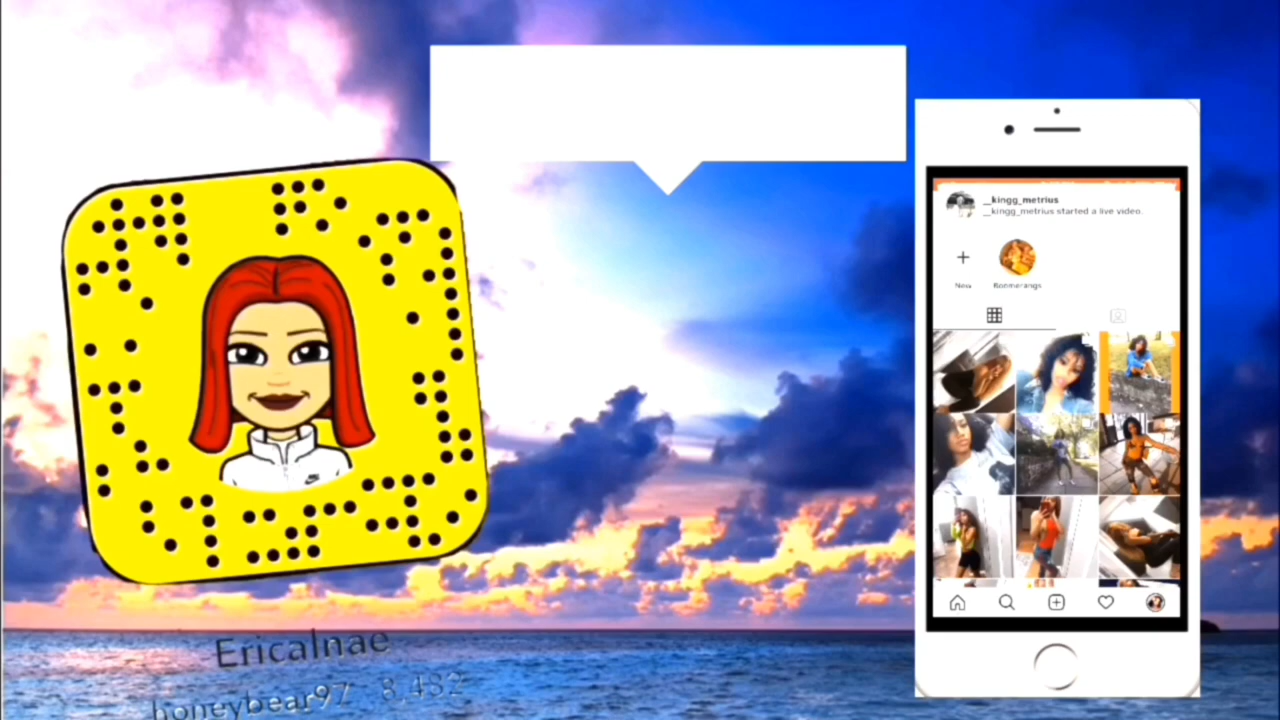 __kingg_metrius
__kingg_metrius started a live video.
New
Boomerangs
Ericalnae
honeybear97 8,482